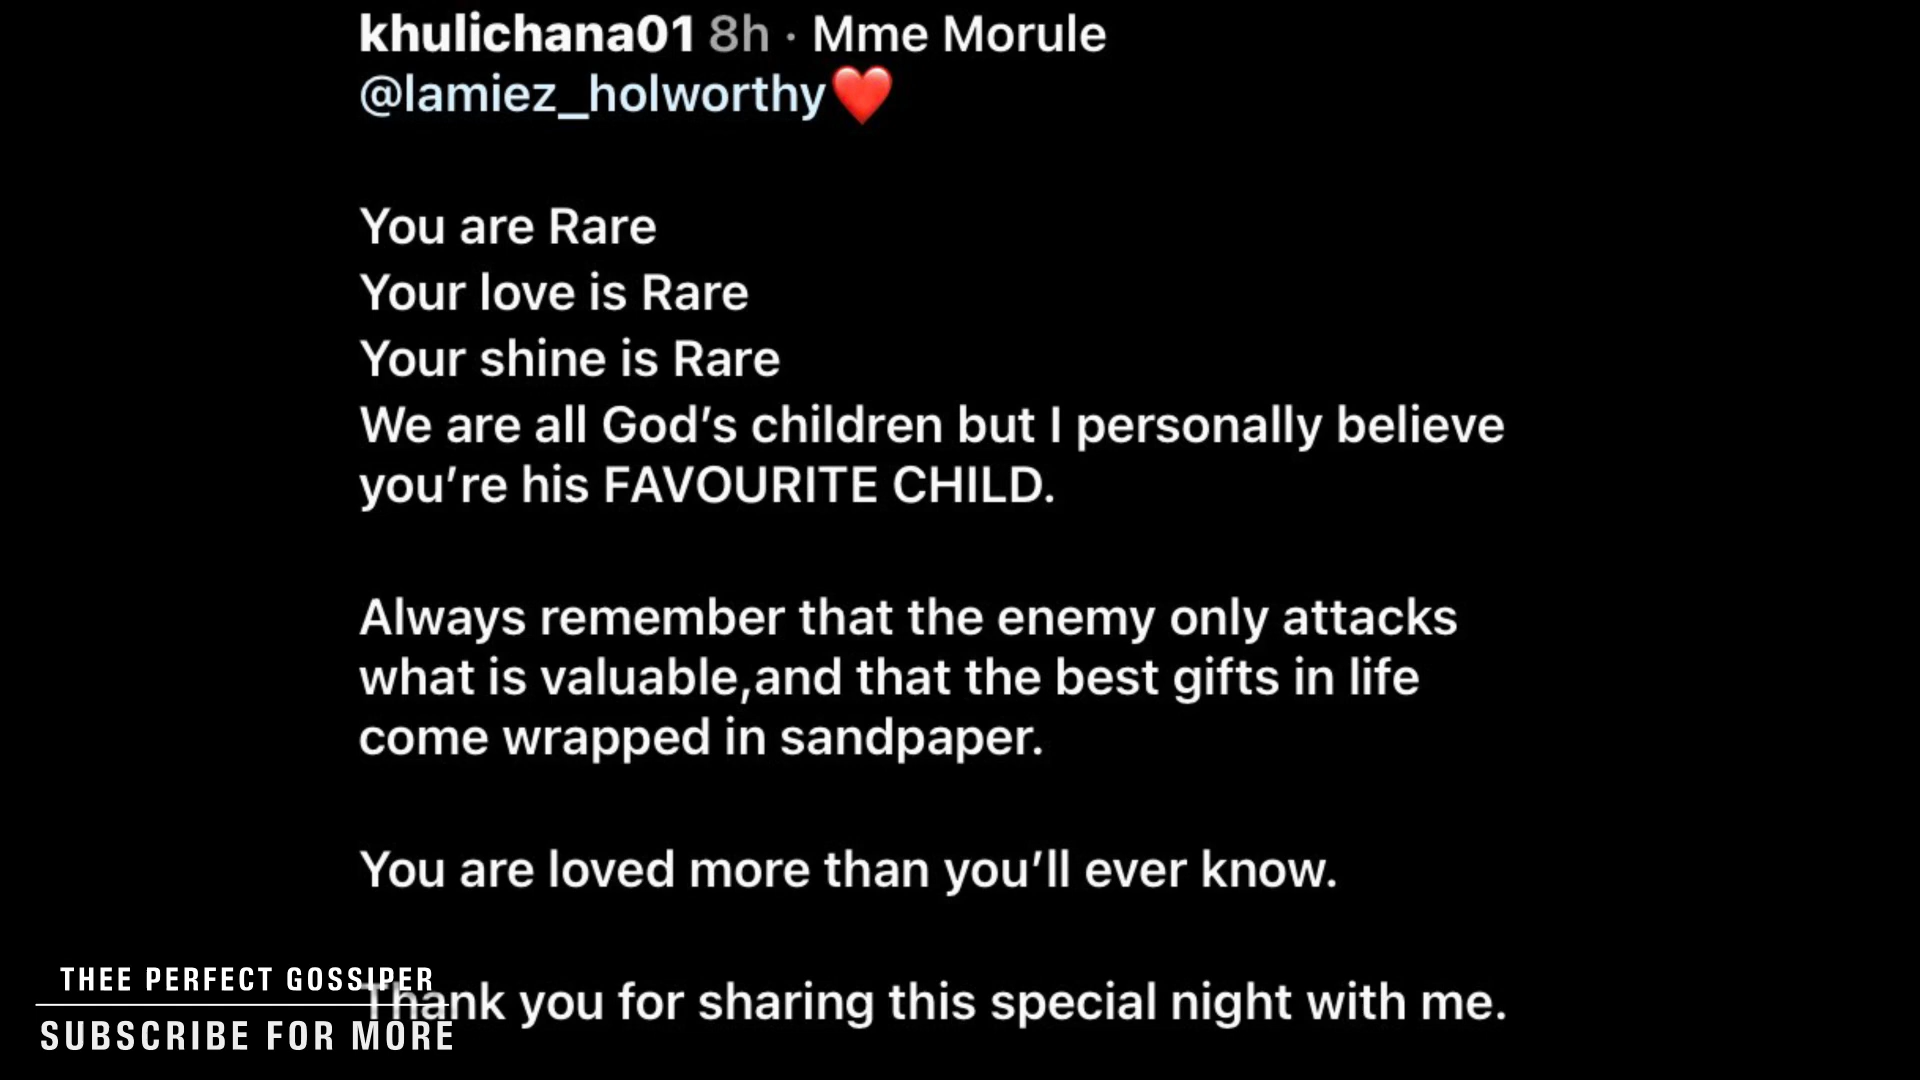 khulichana01 8h · Mme Morule
@lamiez_holworthy❤️
You are Rare
Your love is Rare
Your shine is Rare
We are all God’s children but I personally believe
you’re his FAVOURITE CHILD.
Always remember that the enemy only attacks
what is valuable,and that the best gifts in life
come wrapped in sandpaper.
You are loved more than you’ll ever know.
Thank you for sharing this special night with me.
THEE PERFECT GOSSIPER
SUBSCRIBE FOR MORE